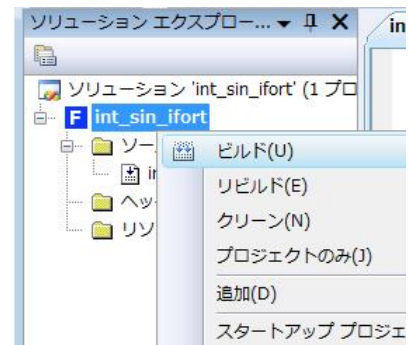 ソリューション エクスプロー...
in
ソリューション 'int_sin_ifort' (1 プロ
F int_sin_ifort
ソー
ビルド(U)
リビルド(E)
ヘッ
クリーン(N)
リソ
プロジェクトのみ(J)
追加(D)
スタートアップ プロジェ